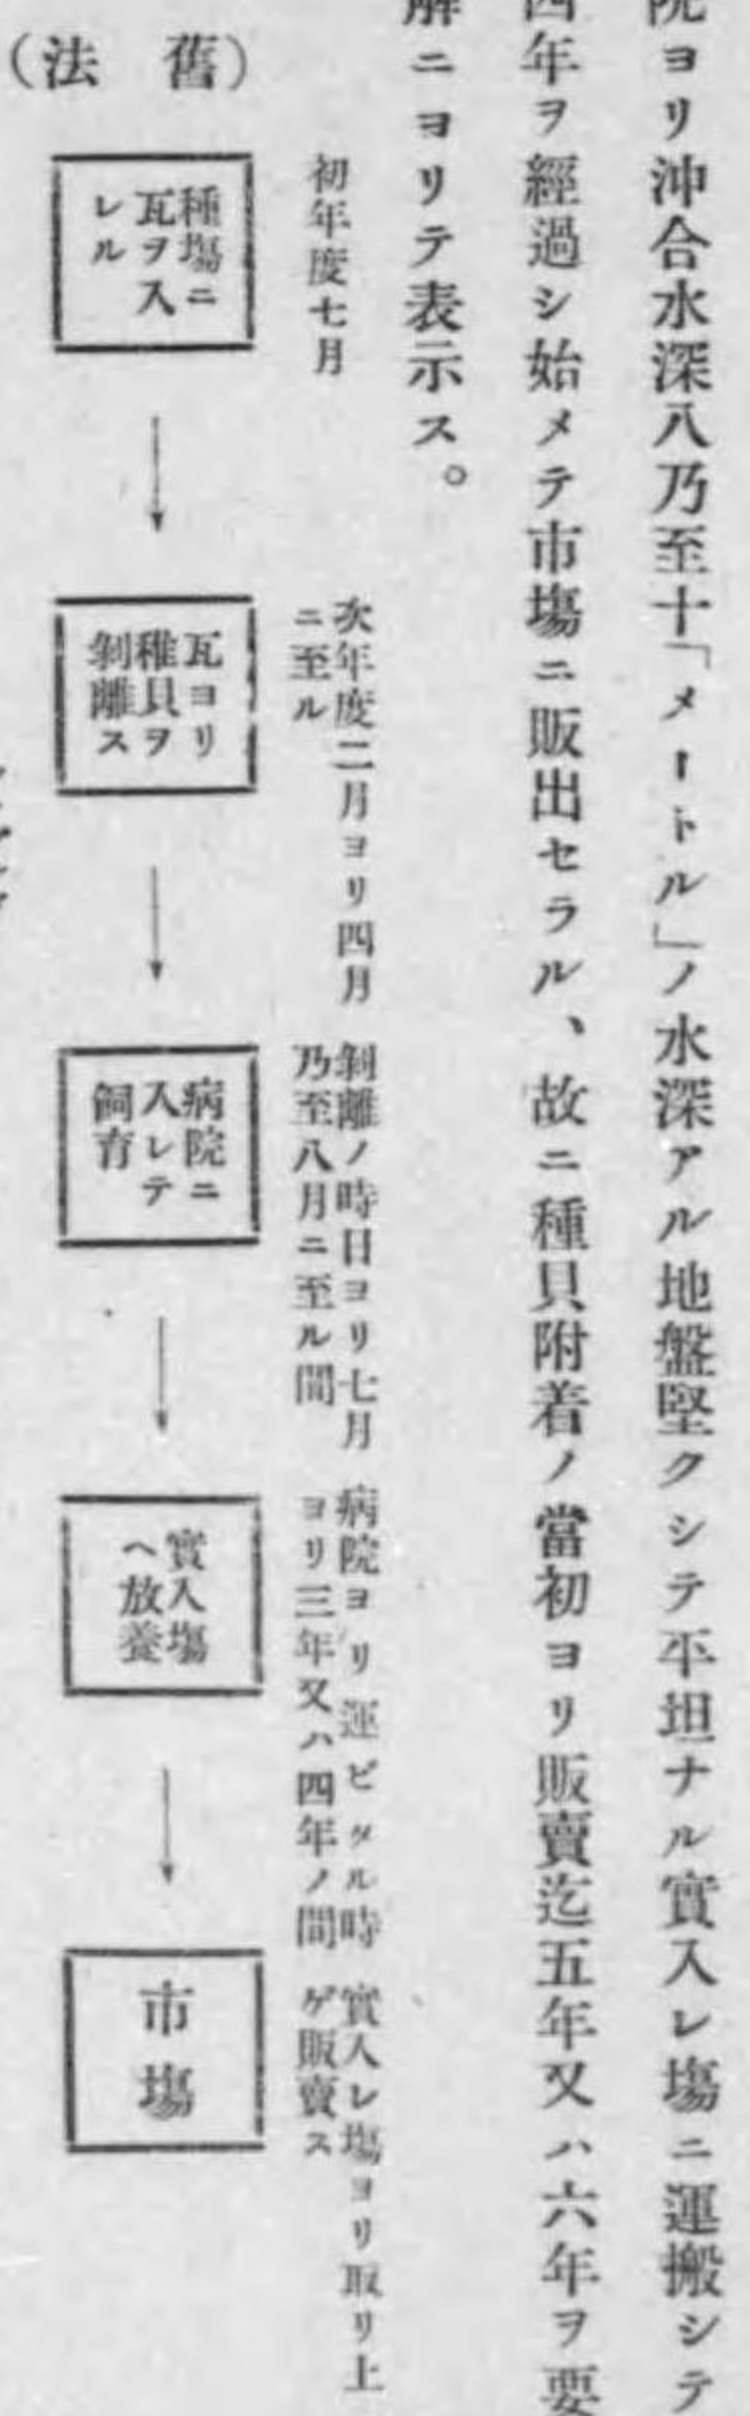 院ヨリ沖合水深八乃至十「メートル」ノ水深アル地盤堅クシテ平坦ナル實入レ塲ニ運搬シテ
四年ヲ經過シ始メテ市塲ニ販出セラル、故ニ種貝附着ノ當初ヨリ販賣迄五年又ハ六年ヲ要
解ニヨリテ表示ス。
初年度七月
次年度二月ヨリ四月
ニ至ル
剝離ノ時日ヨリ七月
乃至八月ニ至ル間
病院ヨリ運ビタル時
ヨリ三年又ハ四年ノ間
實入レ塲ヨリ取リ上
ゲ販賣ス
（舊法）
種塲ニ
瓦ヲ入
レル
瓦ヨリ
稚貝ヲ
剝離ス
病院ニ
入レテ
飼育
實入塲
ヘ放養
市塲